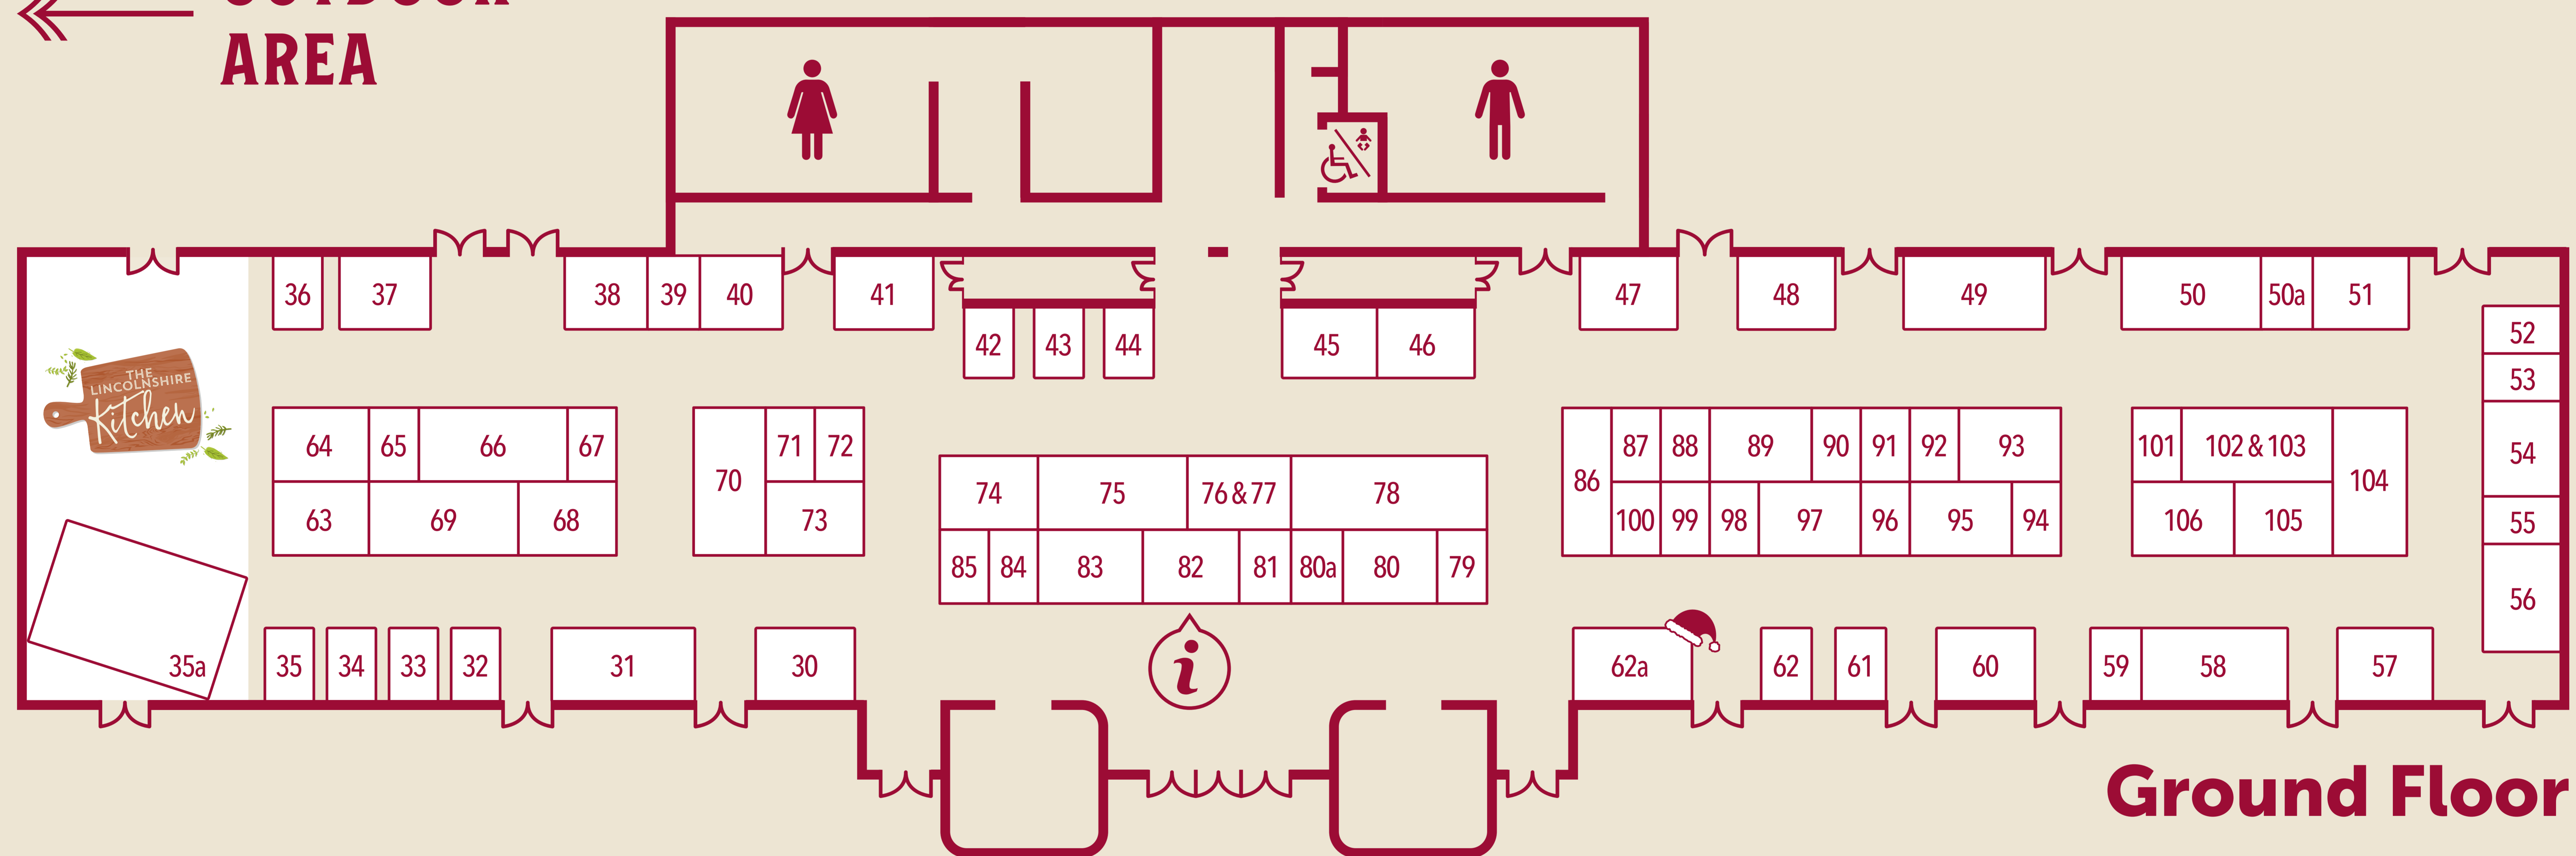 AREA
36 37 38 39 40 41 47 48 49 50 50a 51
42 43 44 45 46
52
53
54
55
56
THE
LINCOLNSHIRE
Kitchen
64 65 66 67
63 69 68
70 71 72
73
74 75 76 & 77 78
85 84 83 82 81 80a 80 79
86 87 88 89 90 91 92 93
100 99 98 97 96 95 94
101 102 & 103 104
106 105
35a 35 34 33 32 31 30
i
62a 62 61 60 59 58 57
Ground Floor